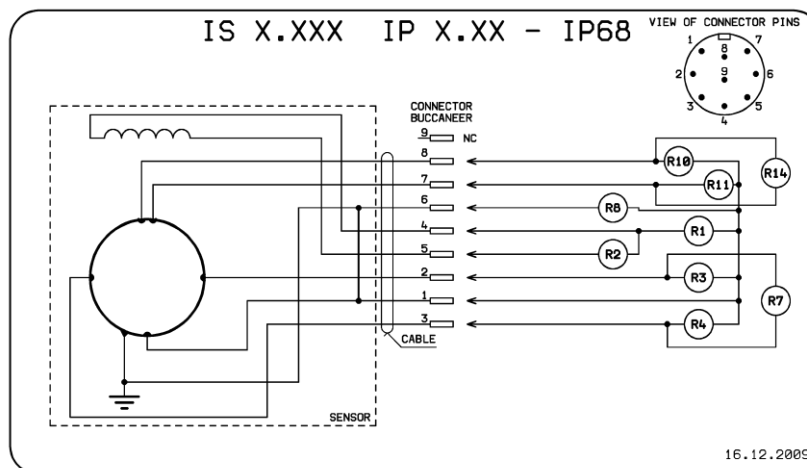 IS X.XXX IP X.XX - IP68
VIEW OF CONNECTOR PINS
1
8
7
2
9
6
3
5
4
CONNECTOR
BUCCANEER
9
NC
8
R10
R14
7
R11
6
R8
4
R1
5
R2
2
R3
1
R7
3
R4
CABLE
SENSOR
16.12.2009